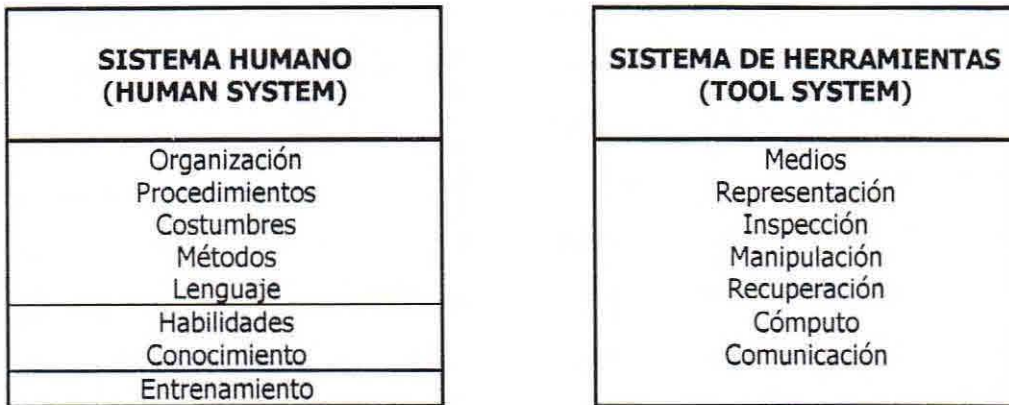 SISTEMA HUMANO
(HUMAN SYSTEM)
Organización
Procedimientos
Costumbres
Métodos
Lenguaje
Habilidades
Conocimiento
Entrenamiento
SISTEMA DE HERRAMIENTAS
(TOOL SYSTEM)
Medios
Representación
Inspección
Manipulación
Recuperación
Cómputo
Comunicación